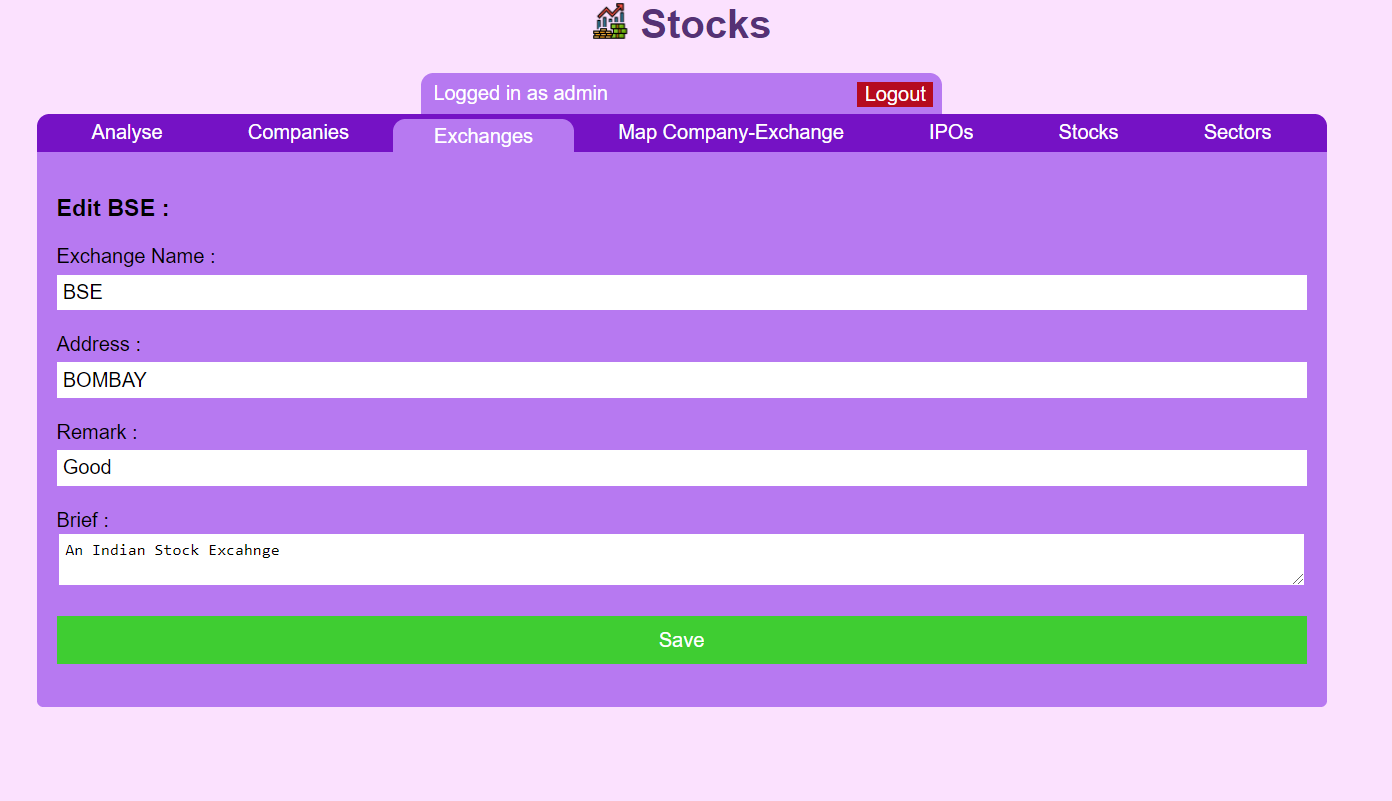 Stocks
Logged in as admin Logout
Analyse Companies Exchanges Map Company-Exchange IPOs Stocks Sectors
Edit BSE :
Exchange Name :
BSE
Address :
BOMBAY
Remark :
Good
Brief :
An Indian Stock Excahnge
Save